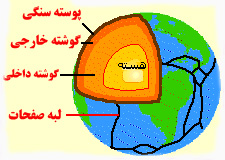 پوسته سنگی
گوشته خارجی
گوشته داخلی
هسته
لبه صفحات